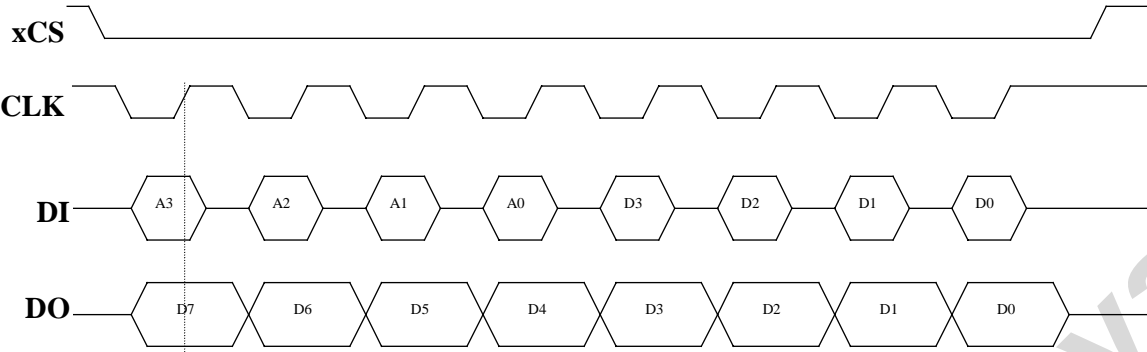 xCS
CLK
DI A3 A2 A1 A0 D3 D2 D1 D0
DO D7 D6 D5 D4 D3 D2 D1 D0